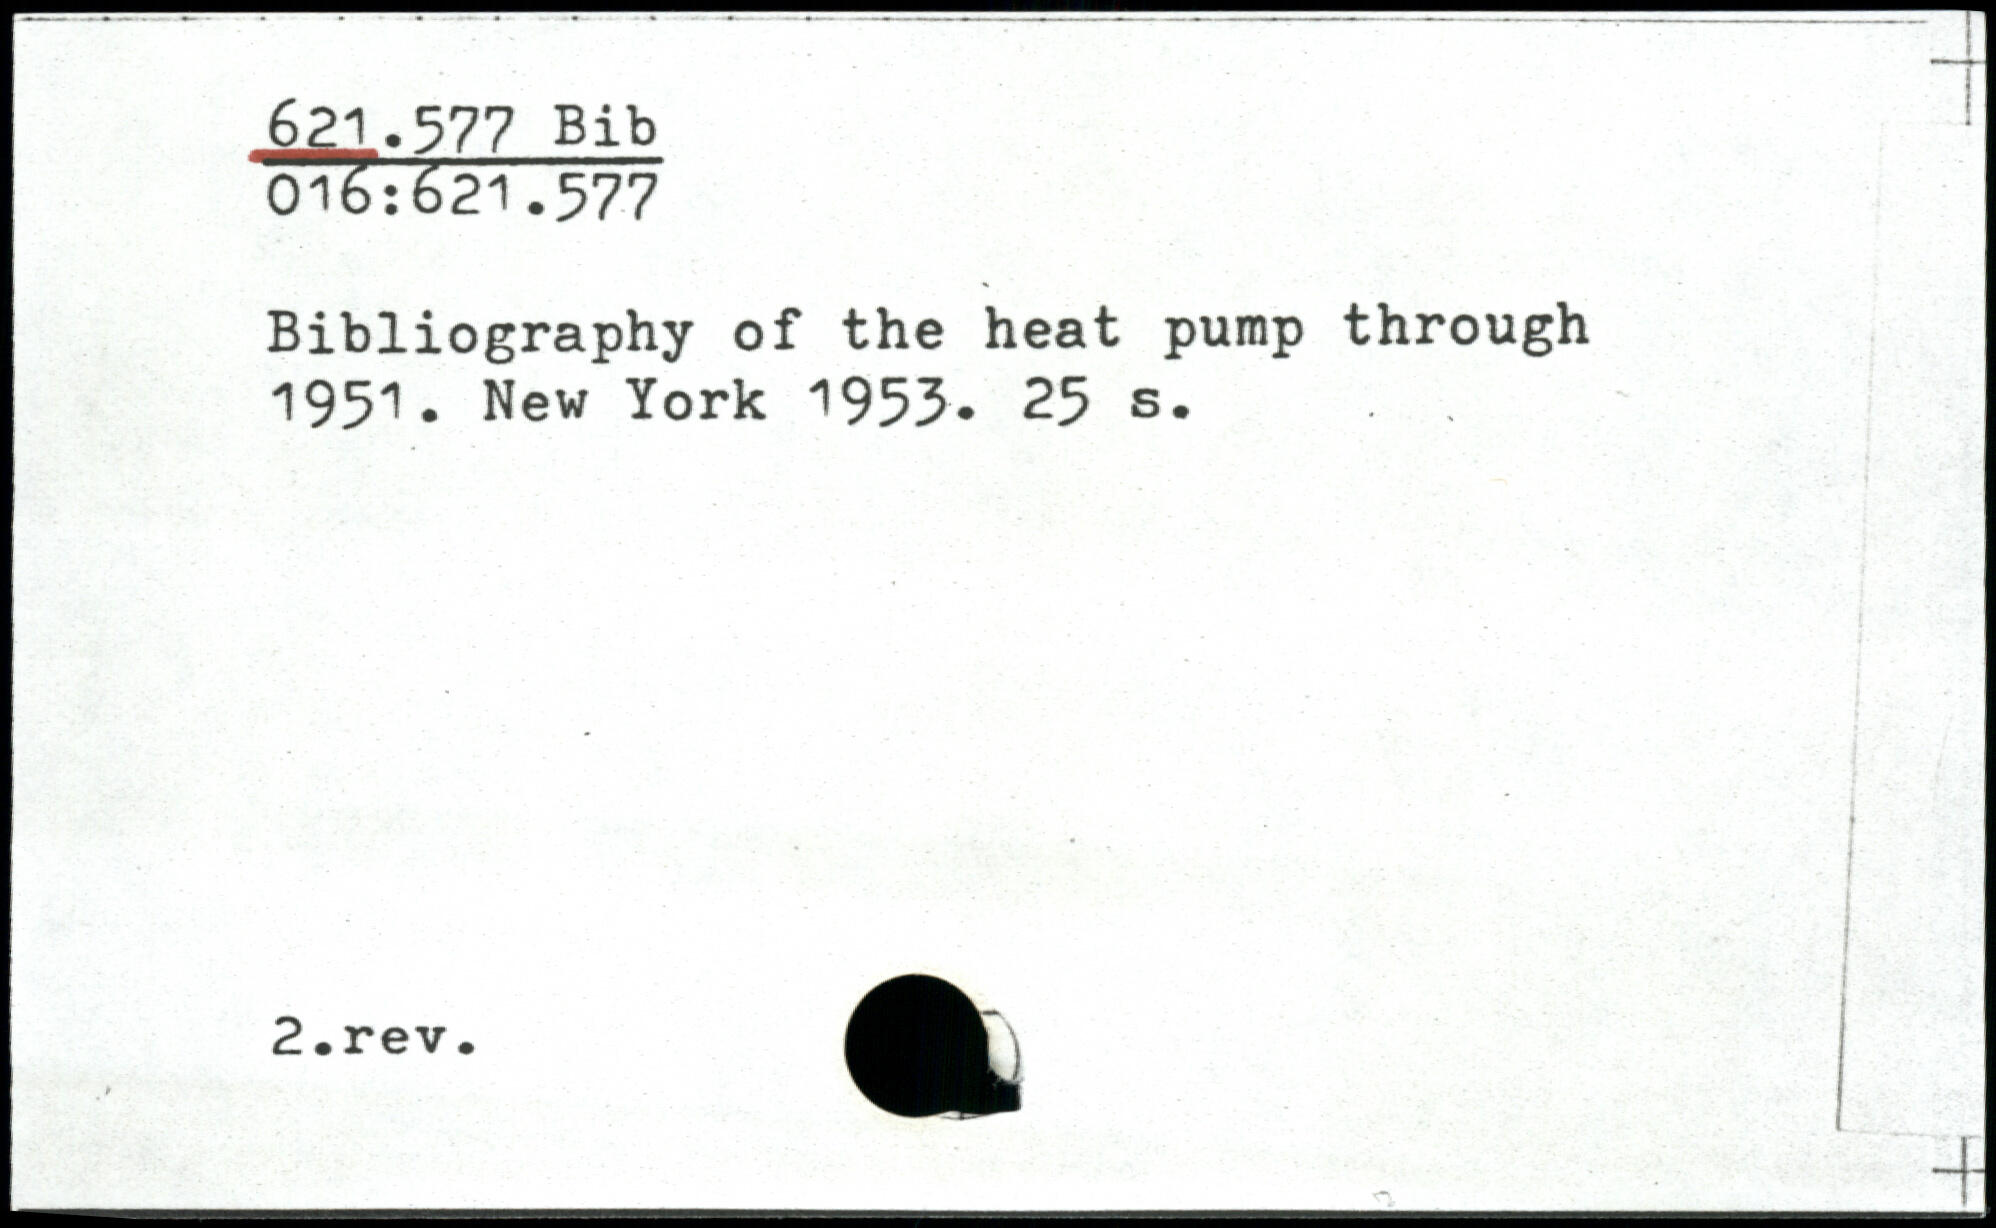 621.577 Bib
016:621.577
Bibliography of the heat pump through
1951. New York 1953. 25 s.
2.rev.